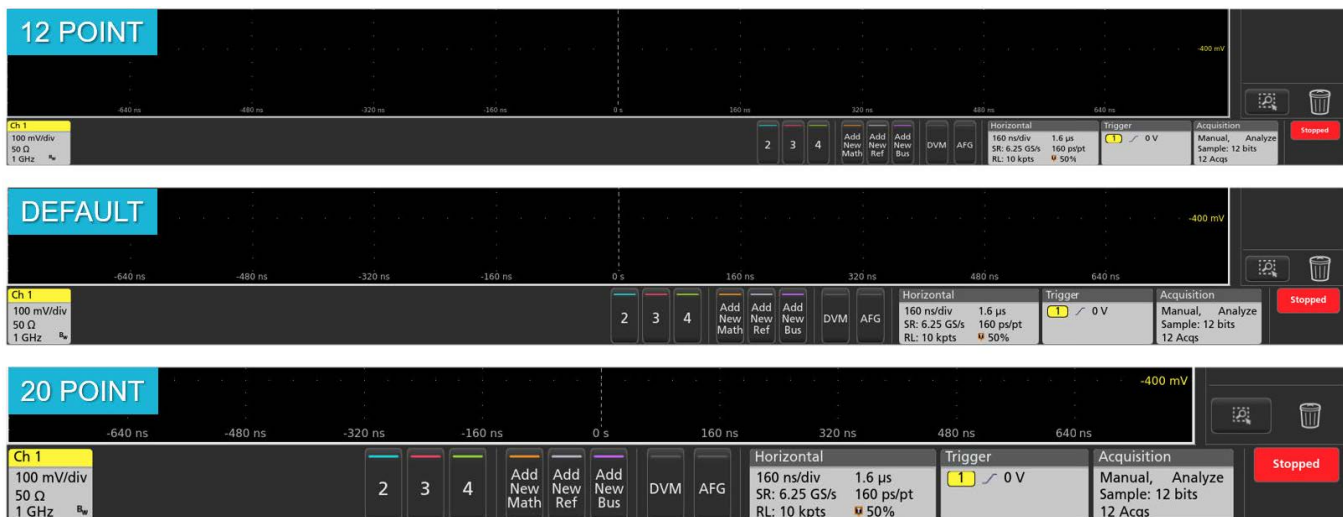 12 POINT
-400 mV
-640 ns -480 ns -320 ns -160 ns 0 s 160 ns 320 ns 480 ns 640 ns
Ch 1
100 mV/div
50 Ω
1 GHz Bw
2 3 4
Add New Math
Add New Ref
Add New Bus
DVM AFG
Horizontal
160 ns/div 1.6 µs
SR: 6.25 GS/s 160 ps/pt
RL: 10 kpts 50%
Trigger
1 0 V
Acquisition
Manual, Analyze
Sample: 12 bits
12 Acqs
Stopped
DEFAULT
-400 mV
-640 ns -480 ns -320 ns -160 ns 0 s 160 ns 320 ns 480 ns 640 ns
Ch 1
100 mV/div
50 Ω
1 GHz Bw
2 3 4
Add New Math
Add New Ref
Add New Bus
DVM AFG
Horizontal
160 ns/div 1.6 µs
SR: 6.25 GS/s 160 ps/pt
RL: 10 kpts 50%
Trigger
1 0 V
Acquisition
Manual, Analyze
Sample: 12 bits
12 Acqs
Stopped
20 POINT
-400 mV
-640 ns -480 ns -320 ns -160 ns 0 s 160 ns 320 ns 480 ns 640 ns
Ch 1
100 mV/div
50 Ω
1 GHz Bw
2 3 4
Add New Math
Add New Ref
Add New Bus
DVM AFG
Horizontal
160 ns/div 1.6 µs
SR: 6.25 GS/s 160 ps/pt
RL: 10 kpts 50%
Trigger
1 0 V
Acquisition
Manual, Analyze
Sample: 12 bits
12 Acqs
Stopped